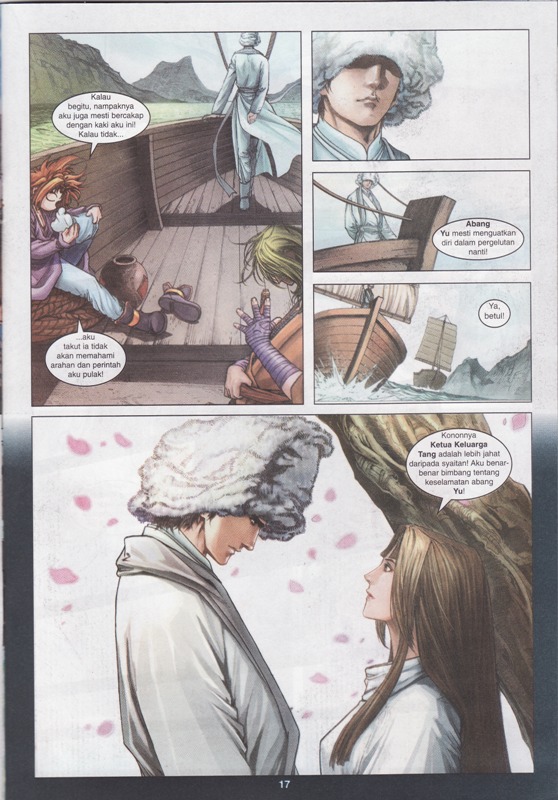 Kalau
begitu, nampaknya
aku juga mesti bercakap
dengan kaki aku ini!
Kalau tidak...
...aku
takut ia tidak
akan memahami
arahan dan perintah
aku pulak!
Abang
Yu mesti menguatkan
diri dalam pergelutan
nanti!
Ya,
betul!
Kononnya
Ketua Keluarga
Tang adalah lebih jahat
daripada syaitan! Aku benar-
benar bimbang tentang
keselamatan abang
Yu!
17